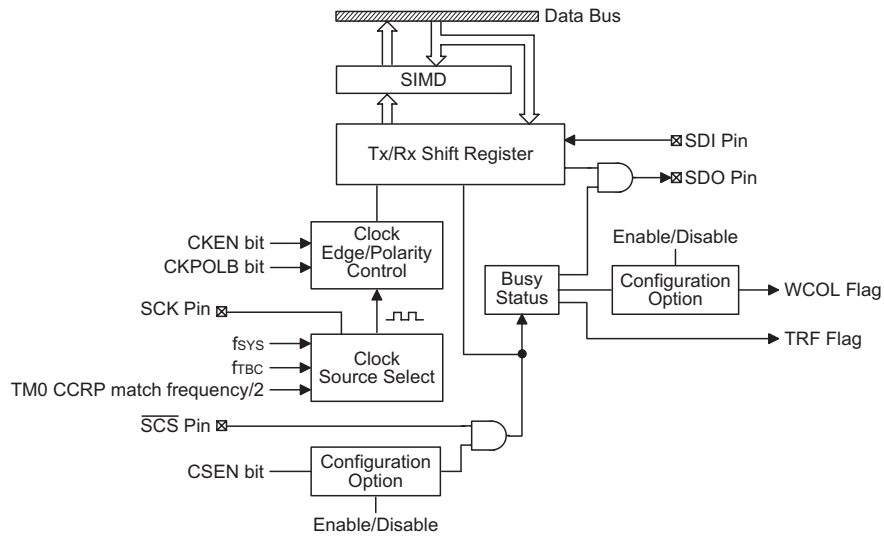 Data Bus
SIMD
Tx/Rx Shift Register
SDI Pin
SDO Pin
CKEN bit
CKPOLB bit
Clock
Edge/Polarity
Control
Busy
Status
Enable/Disable
Configuration
Option
WCOL Flag
TRF Flag
SCK Pin
fSYS
fTBC
TM0 CCRP match frequency/2
Clock
Source Select
SCS Pin
CSEN bit
Configuration
Option
Enable/Disable